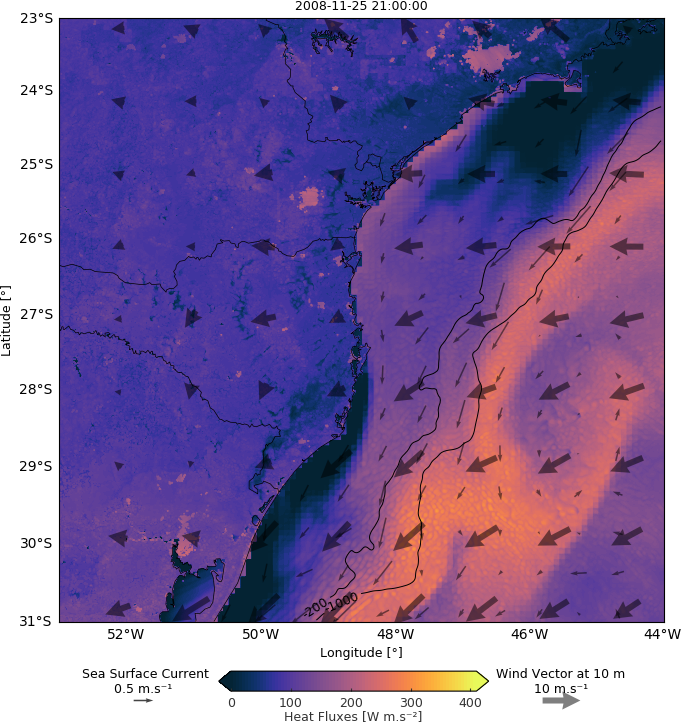 2008-11-25 21:00:00
23°S
24°S
25°S
26°S
27°S
28°S
29°S
30°S
31°S
Latitude [°]
-200
-1000
52°W 50°W 48°W 46°W 44°W
Longitude [°]
Sea Surface Current
0.5 m.s⁻¹
Wind Vector at 10 m
10 m.s⁻¹
0 100 200 300 400
Heat Fluxes [W m.s⁻²]